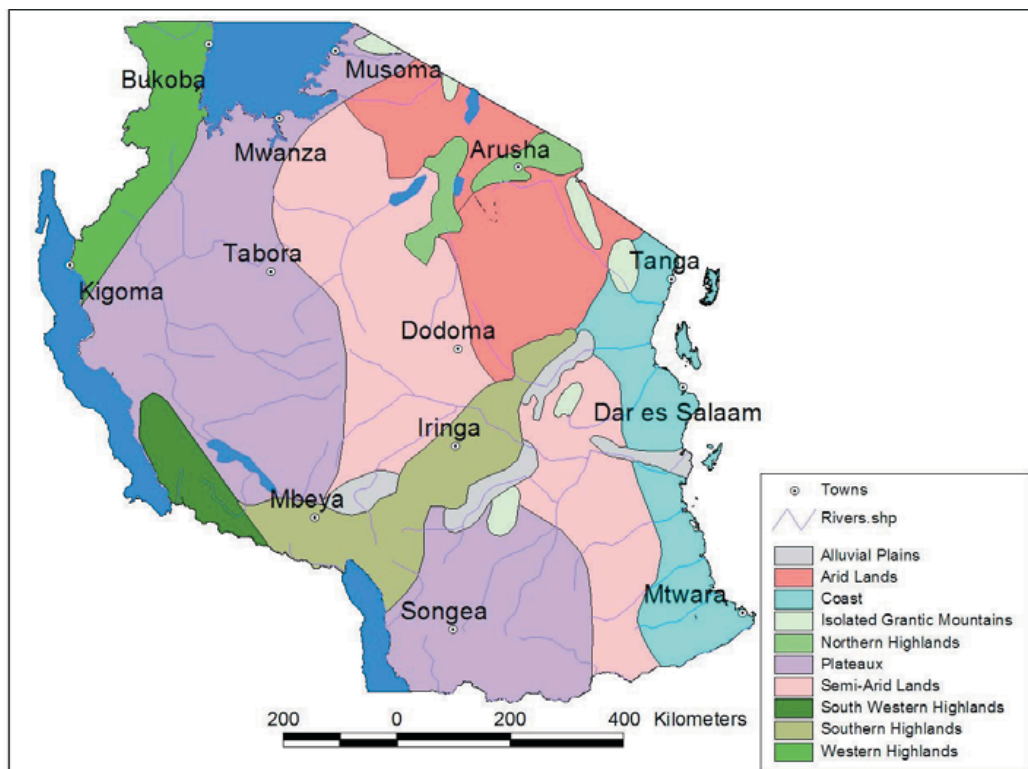 Bukoba
Musoma
Mwanza
Arusha
Tabora
Tanga
Kigoma
Dodoma
Dar es Salaam
Iringa
Mbeya
Mtwara
Songea
200 0 200 400 Kilometers
Towns
Rivers.shp
Alluvial Plains
Arid Lands
Coast
Isolated Grantic Mountains
Northern Highlands
Plateaux
Semi-Arid Lands
South Western Highlands
Southern Highlands
Western Highlands